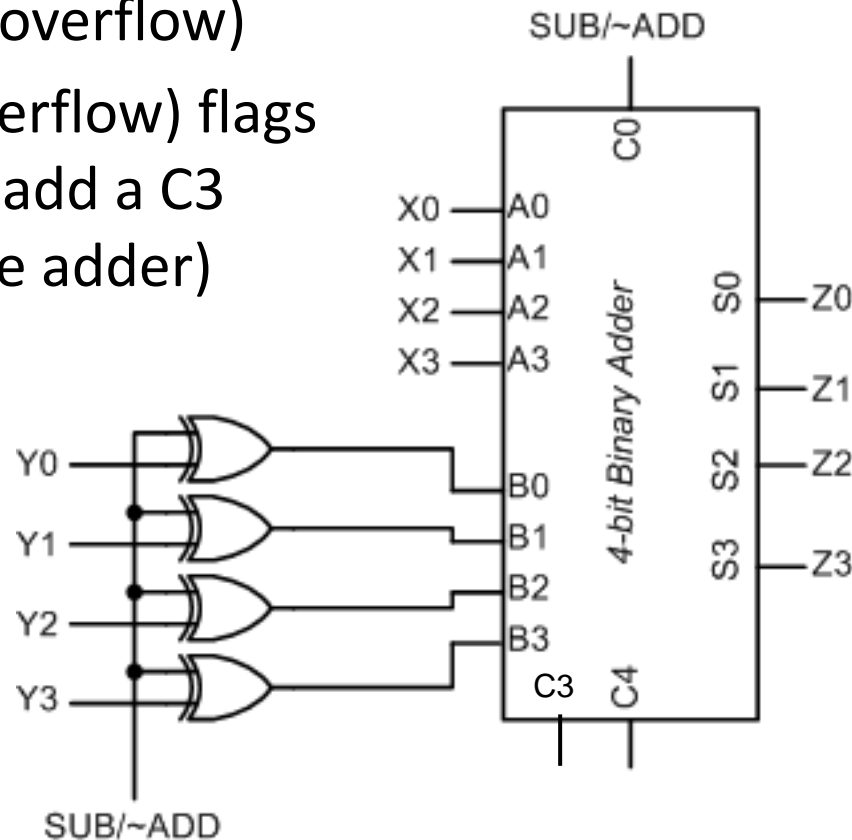 overflow)
erflow) flags
add a C3
e adder)
SUB/~ADD
C0
X0 A0
X1 A1
X2 A2
X3 A3
4-bit Binary Adder
S0 Z0
S1 Z1
S2 Z2
S3 Z3
Y0 B0
Y1 B1
Y2 B2
Y3 B3
C3 C4
SUB/~ADD